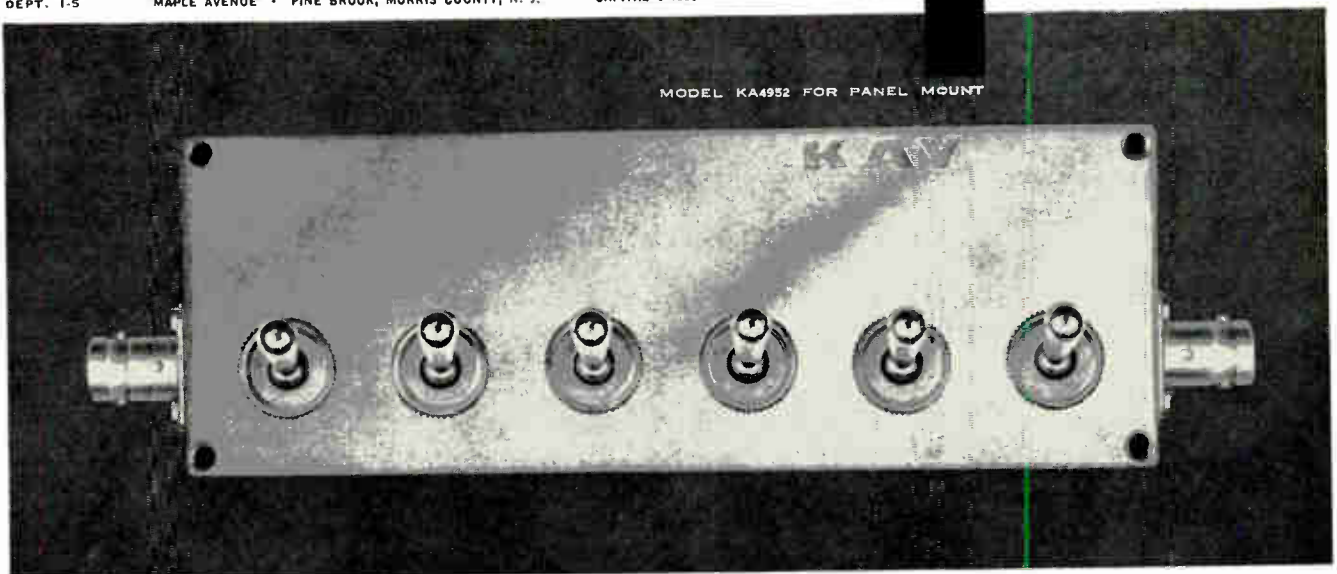 DEPT. 1-5 MAPLE AVENUE • PINE BROOK, MORRIS COUNTY, N. J.
MODEL KA4952 FOR PANEL MOUNT
KAY